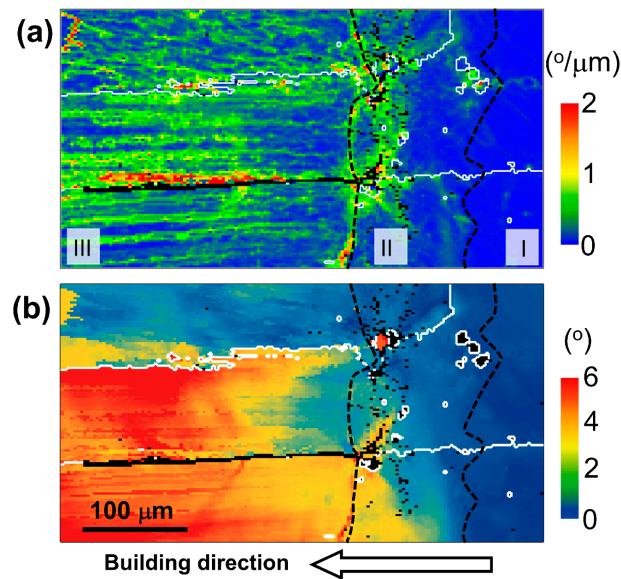 (a)
(°/µm)
2
1
0
III
II
I
(b)
(°)
6
4
2
0
100 µm
Building direction